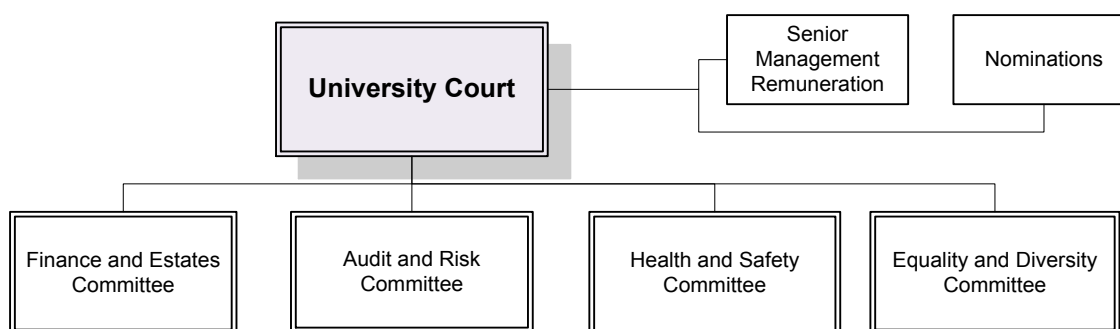 Senior
Management
Remuneration
Nominations
University Court
Finance and Estates
Committee
Audit and Risk
Committee
Health and Safety
Committee
Equality and Diversity
Committee